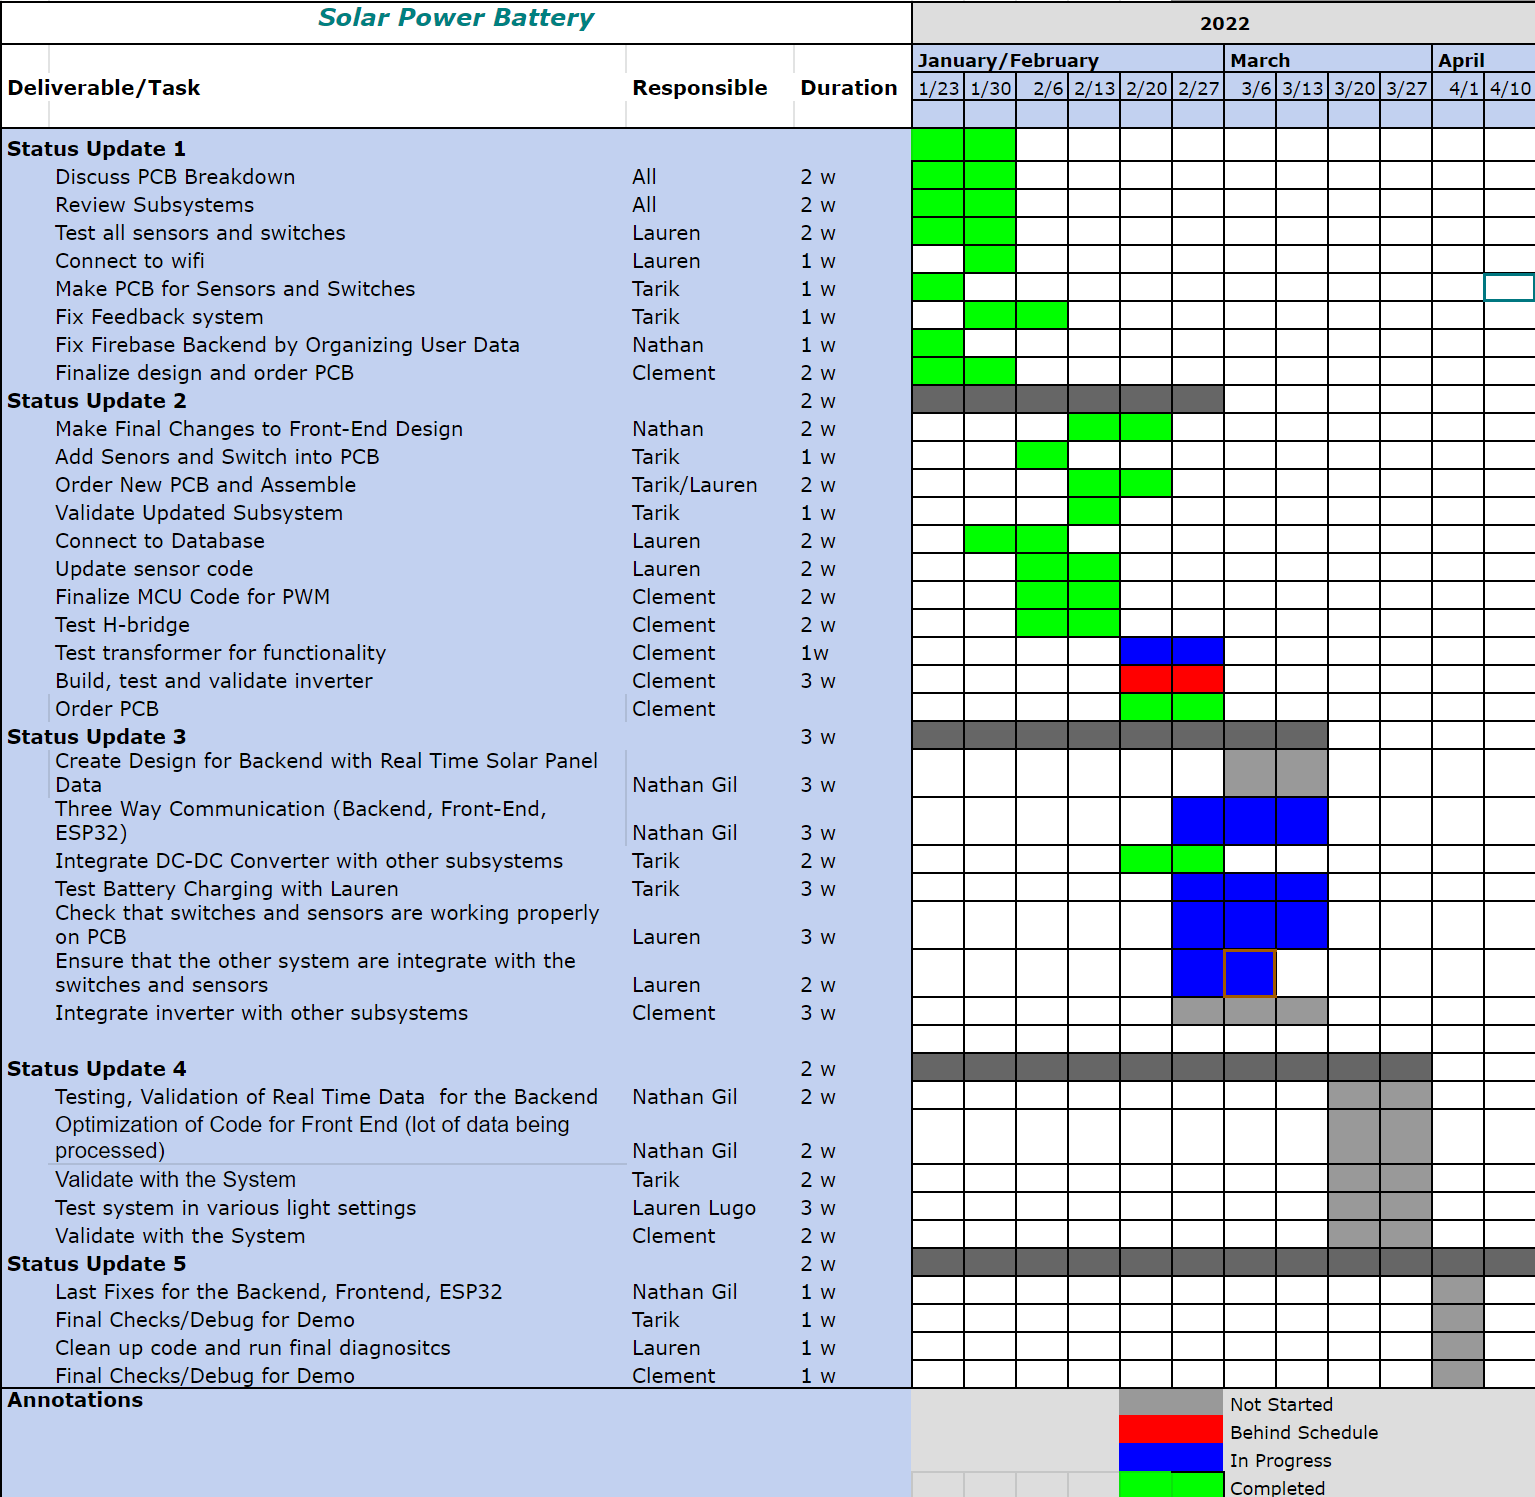 Solar Power Battery
2022
January/February March April
Deliverable/Task Responsible Duration 1/23 1/30 2/6 2/13 2/20 2/27 3/6 3/13 3/20 3/27 4/1 4/10
Status Update 1
Discuss PCB Breakdown All 2 w
Review Subsystems All 2 w
Test all sensors and switches Lauren 2 w
Connect to wifi Lauren 1 w
Make PCB for Sensors and Switches Tarik 1 w
Fix Feedback system Tarik 1 w
Fix Firebase Backend by Organizing User Data Nathan 1 w
Finalize design and order PCB Clement 2 w
Status Update 2 2 w
Make Final Changes to Front-End Design Nathan 2 w
Add Senors and Switch into PCB Tarik 1 w
Order New PCB and Assemble Tarik/Lauren 2 w
Validate Updated Subsystem Tarik 1 w
Connect to Database Lauren 2 w
Update sensor code Lauren 2 w
Finalize MCU Code for PWM Clement 2 w
Test H-bridge Clement 2 w
Test transformer for functionality Clement 1w
Build, test and validate inverter Clement 3 w
Order PCB Clement
Status Update 3 3 w
Create Design for Backend with Real Time Solar Panel
Data Nathan Gil 3 w
Three Way Communication (Backend, Front-End,
ESP32) Nathan Gil 3 w
Integrate DC-DC Converter with other subsystems Tarik 2 w
Test Battery Charging with Lauren Tarik 3 w
Check that switches and sensors are working properly
on PCB Lauren 3 w
Ensure that the other system are integrate with the
switches and sensors Lauren 2 w
Integrate inverter with other subsystems Clement 3 w
Status Update 4 2 w
Testing, Validation of Real Time Data  for the Backend Nathan Gil 2 w
Optimization of Code for Front End (lot of data being
processed) Nathan Gil 2 w
Validate with the System Tarik 2 w
Test system in various light settings Lauren Lugo 3 w
Validate with the System Clement 2 w
Status Update 5 2 w
Last Fixes for the Backend, Frontend, ESP32 Nathan Gil 1 w
Final Checks/Debug for Demo Tarik 1 w
Clean up code and run final diagnositcs Lauren 1 w
Final Checks/Debug for Demo Clement 1 w
Annotations
Not Started
Behind Schedule
In Progress
Completed